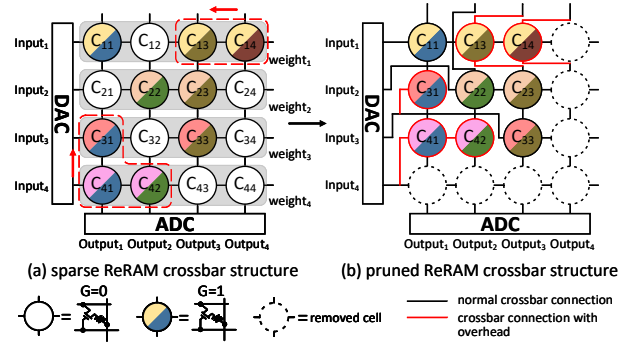 Input1 C11 C12 C13 C14
weight1
Input2 C21 C22 C23 C24
weight2
Input3 C31 C32 C33 C34
weight3
Input4 C41 C42 C43 C44
weight4
DAC
ADC
Output1 Output2 Output3 Output4
(a) sparse ReRAM crossbar structure
Input1 C11 C13 C14
Input2 C31 C22 C23
Input3 C41 C42 C33
Input4
DAC
ADC
Output1 Output2 Output3 Output4
(b) pruned ReRAM crossbar structure
= G=0
= G=1
=removed cell
normal crossbar connection
crossbar connection with
overhead